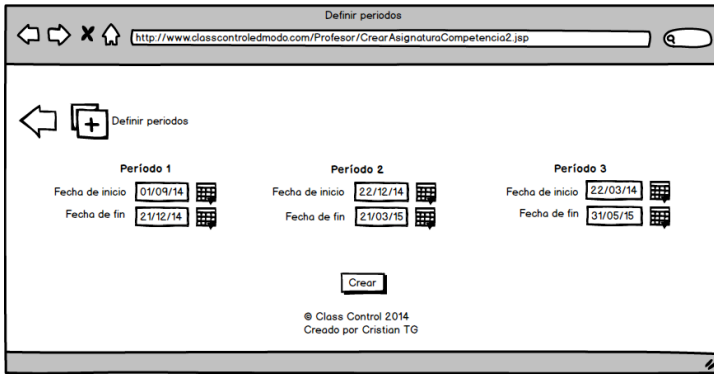 Definir periodos
http://www.classcontroledmodo.com/Profesor/CrearAsignaturaCompetencia2.jsp
Definir periodos
Período 1
Fecha de inicio 01/09/14
Fecha de fin 21/12/14
Período 2
Fecha de inicio 22/12/14
Fecha de fin 21/03/15
Período 3
Fecha de inicio 22/03/14
Fecha de fin 31/05/15
Crear
© Class Control 2014
Creado por Cristian TG